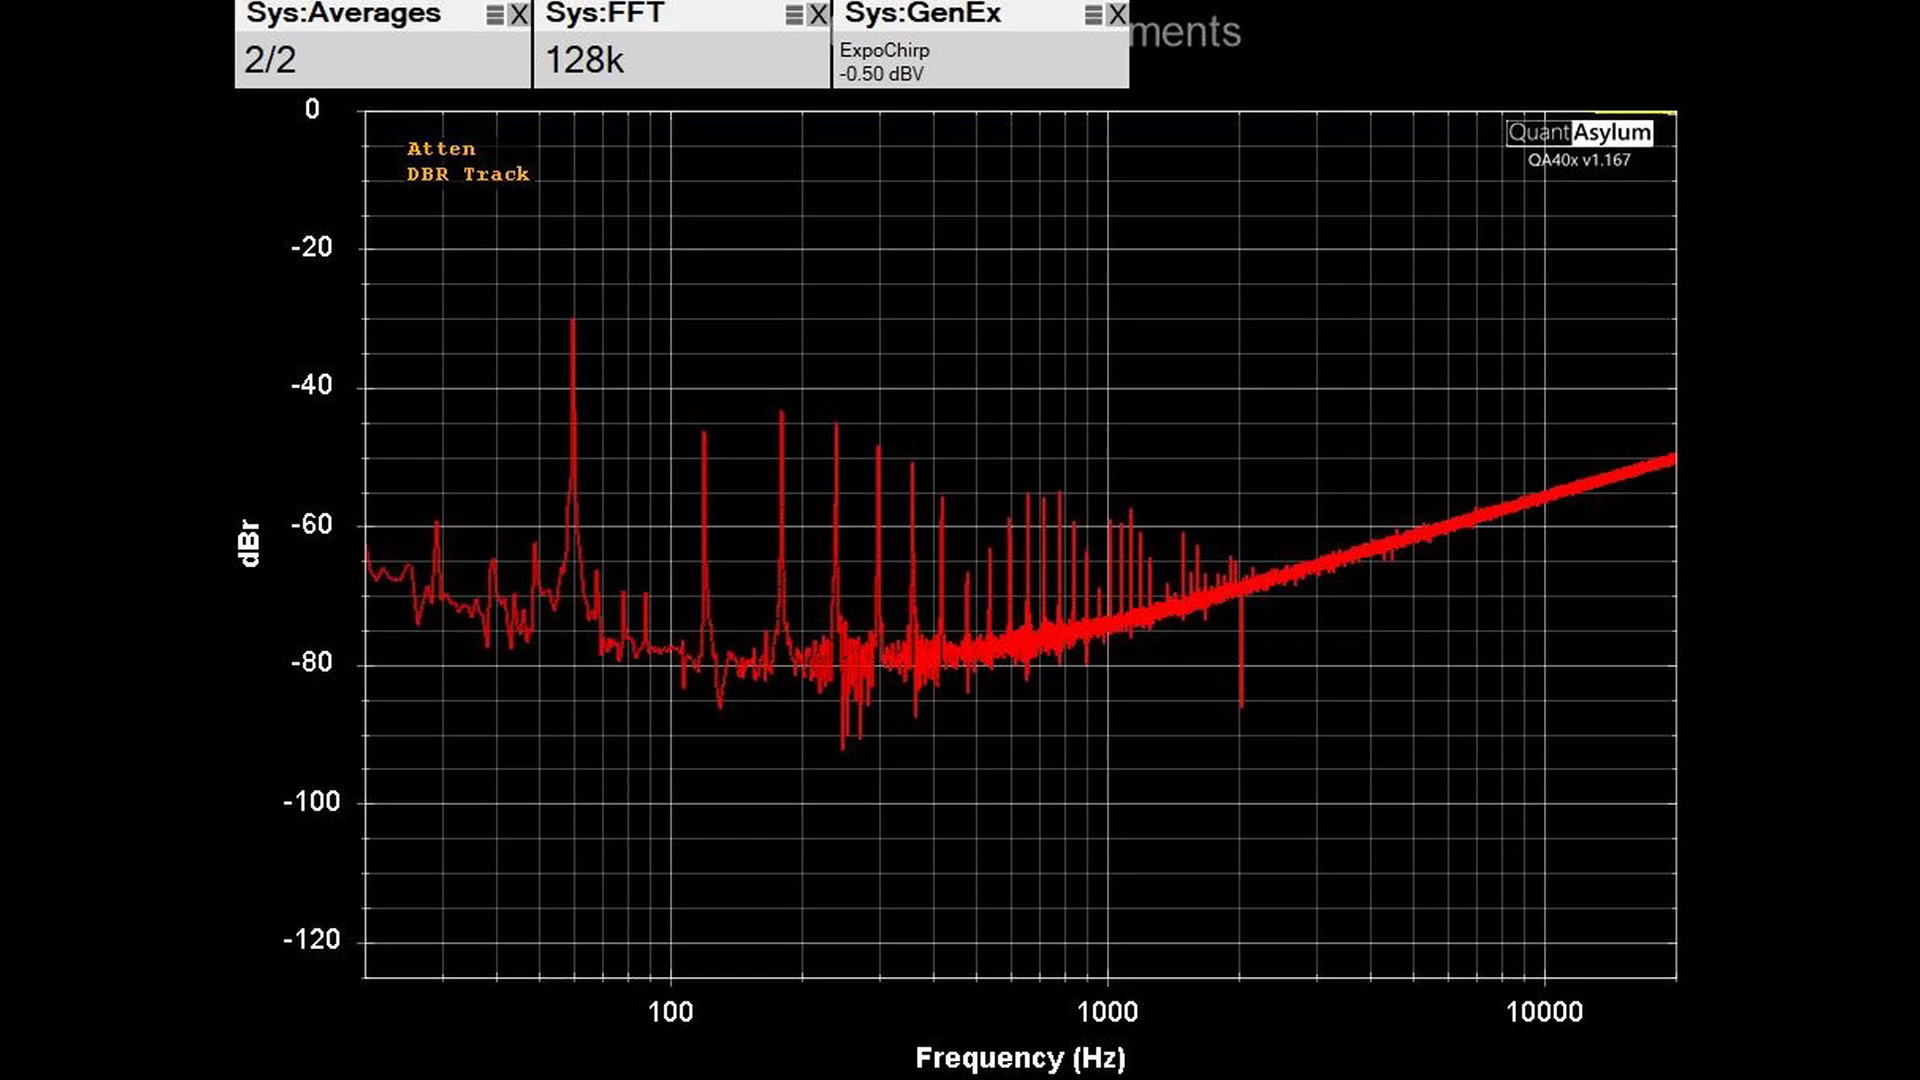 Sys:Averages X Sys:FFT X Sys:GenEx X
ments
2/2 128k ExpoChirp
-0.50 dBV
0
Atten
DBR Track
QuantAsylum
QA40x v1.167
-20
-40
-60
-80
-100
-120
dBr
100 1000 10000
Frequency (Hz)